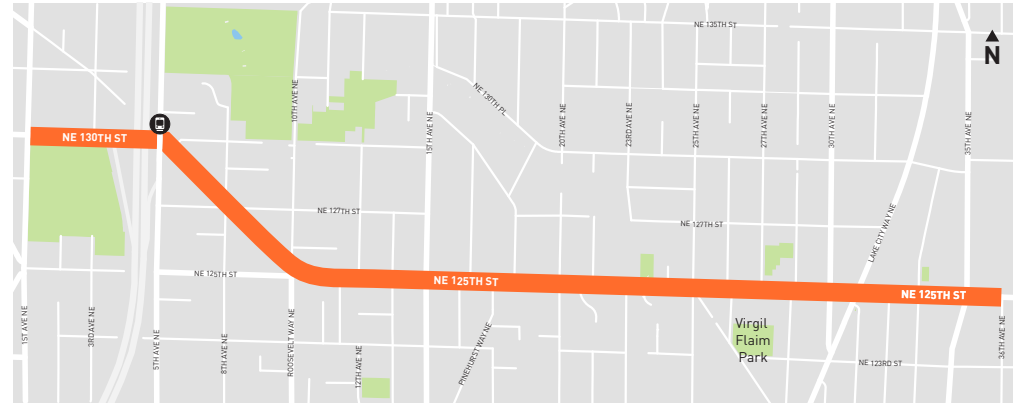 NE 135TH ST
N
NE 130TH PL
10TH AVE NE
1ST AVE NE
20TH AVE NE
23RD AVE NE
25TH AVE NE
27TH AVE NE
30TH AVE NE
35TH AVE NE
NE 130TH ST
NE 127TH ST
NE 127TH ST
LAKE CITY WAY NE
NE 125TH ST
NE 125TH ST
NE 125TH ST
1ST AVE NE
3RD AVE NE
5TH AVE NE
8TH AVE NE
ROOSEVELT WAY NE
12TH AVE NE
PINEHURST WAY NE
Virgil
Flaim
Park
NE 123RD ST
36TH AVE NE